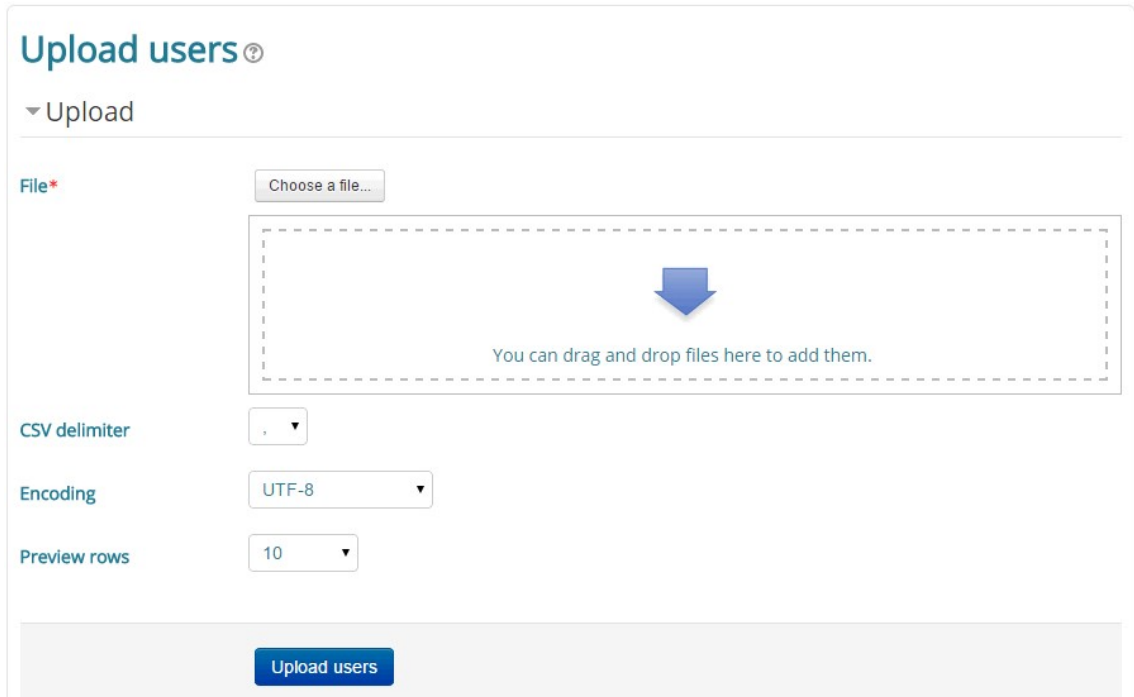 Upload users
Upload
File*
Choose a file...
You can drag and drop files here to add them.
CSV delimiter
,
Encoding
UTF-8
Preview rows
10
Upload users